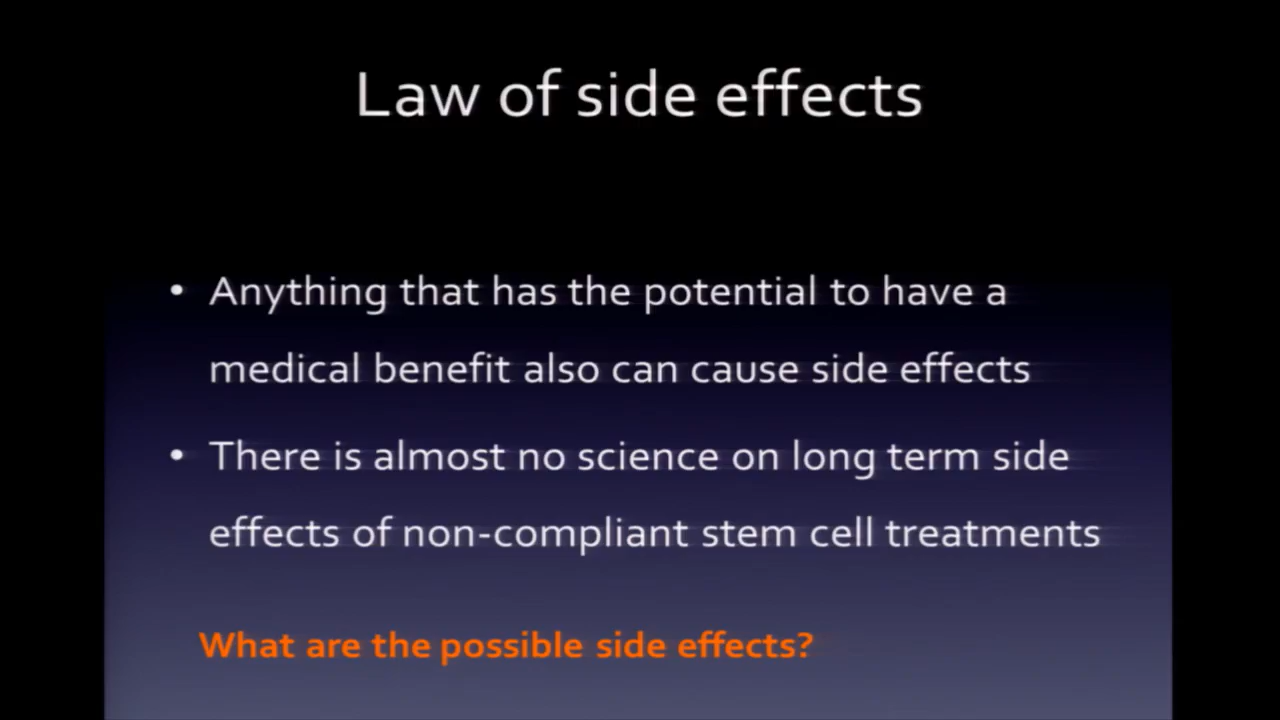 Law of side effects
• Anything that has the potential to have a
medical benefit also can cause side effects
• There is almost no science on long term side
effects of non-compliant stem cell treatments
What are the possible side effects?